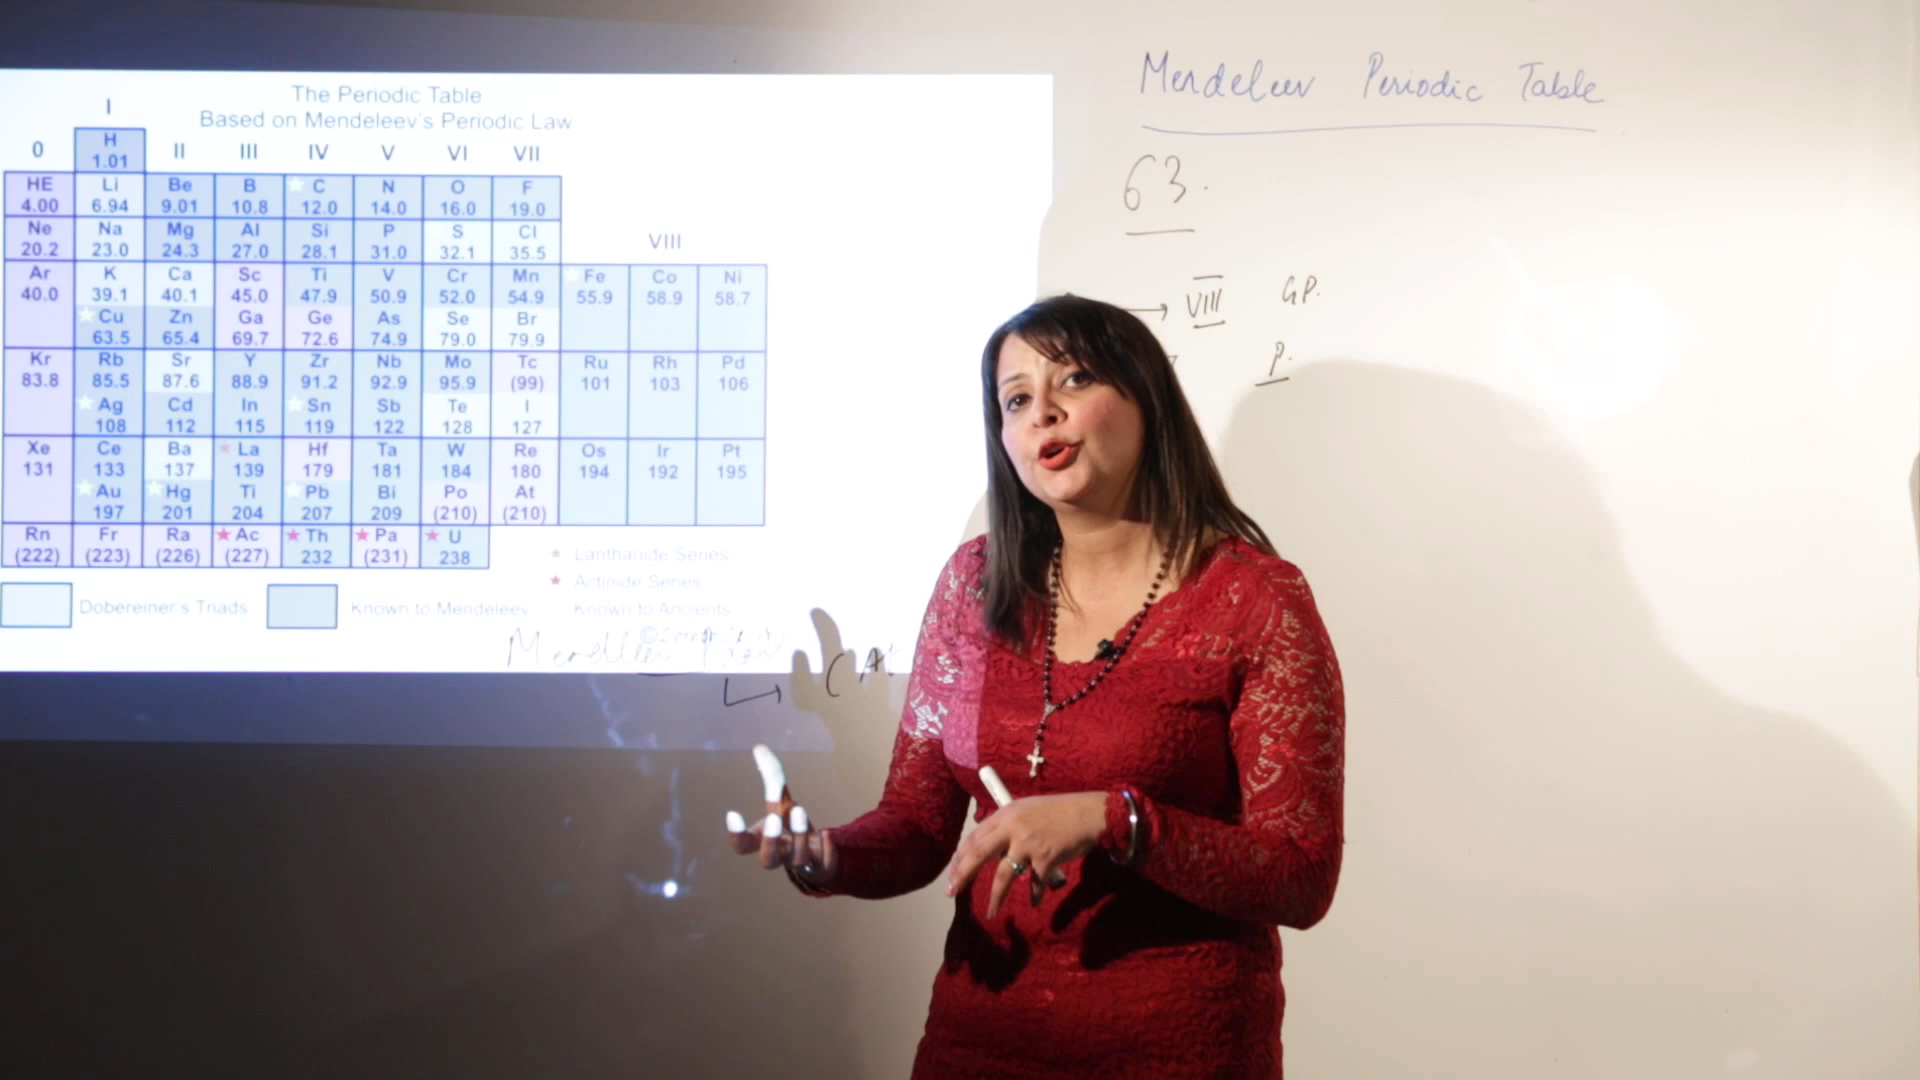 The Periodic Table
Based on Mendeleev's Periodic Law
0 I II III IV V VI VII VIII
H
1.01
HE Li Be B C N O F
4.00 6.94 9.01 10.8 12.0 14.0 16.0 19.0
Ne Na Mg Al Si P S Cl
20.2 23.0 24.3 27.0 28.1 31.0 32.1 35.5
Ar K Ca Sc Ti V Cr Mn Fe Co Ni
40.0 39.1 40.1 45.0 47.9 50.9 52.0 54.9 55.9 58.9 58.7
Cu Zn Ga Ge As Se Br
63.5 65.4 69.7 72.6 74.9 79.0 79.9
Kr Rb Sr Y Zr Nb Mo Tc Ru Rh Pd
83.8 85.5 87.6 88.9 91.2 92.9 95.9 (99) 101 103 106
Ag Cd In Sn Sb Te I
108 112 115 119 122 128 127
Xe Ce Ba La Hf Ta W Re Os Ir Pt
131 133 137 139 179 181 184 180 194 192 195
Au Hg Ti Pb Bi Po At
197 201 204 207 209 (210) (210)
Rn Fr Ra Ac Th Pa U
(222) (223) (226) (227) 232 (231) 238
Lanthanide Series
Actinide Series
Dobereiner's Triads Known to Mendeleev Known to Ancients
Mendeleev Periodic Table
63.
VIII GP.
P.